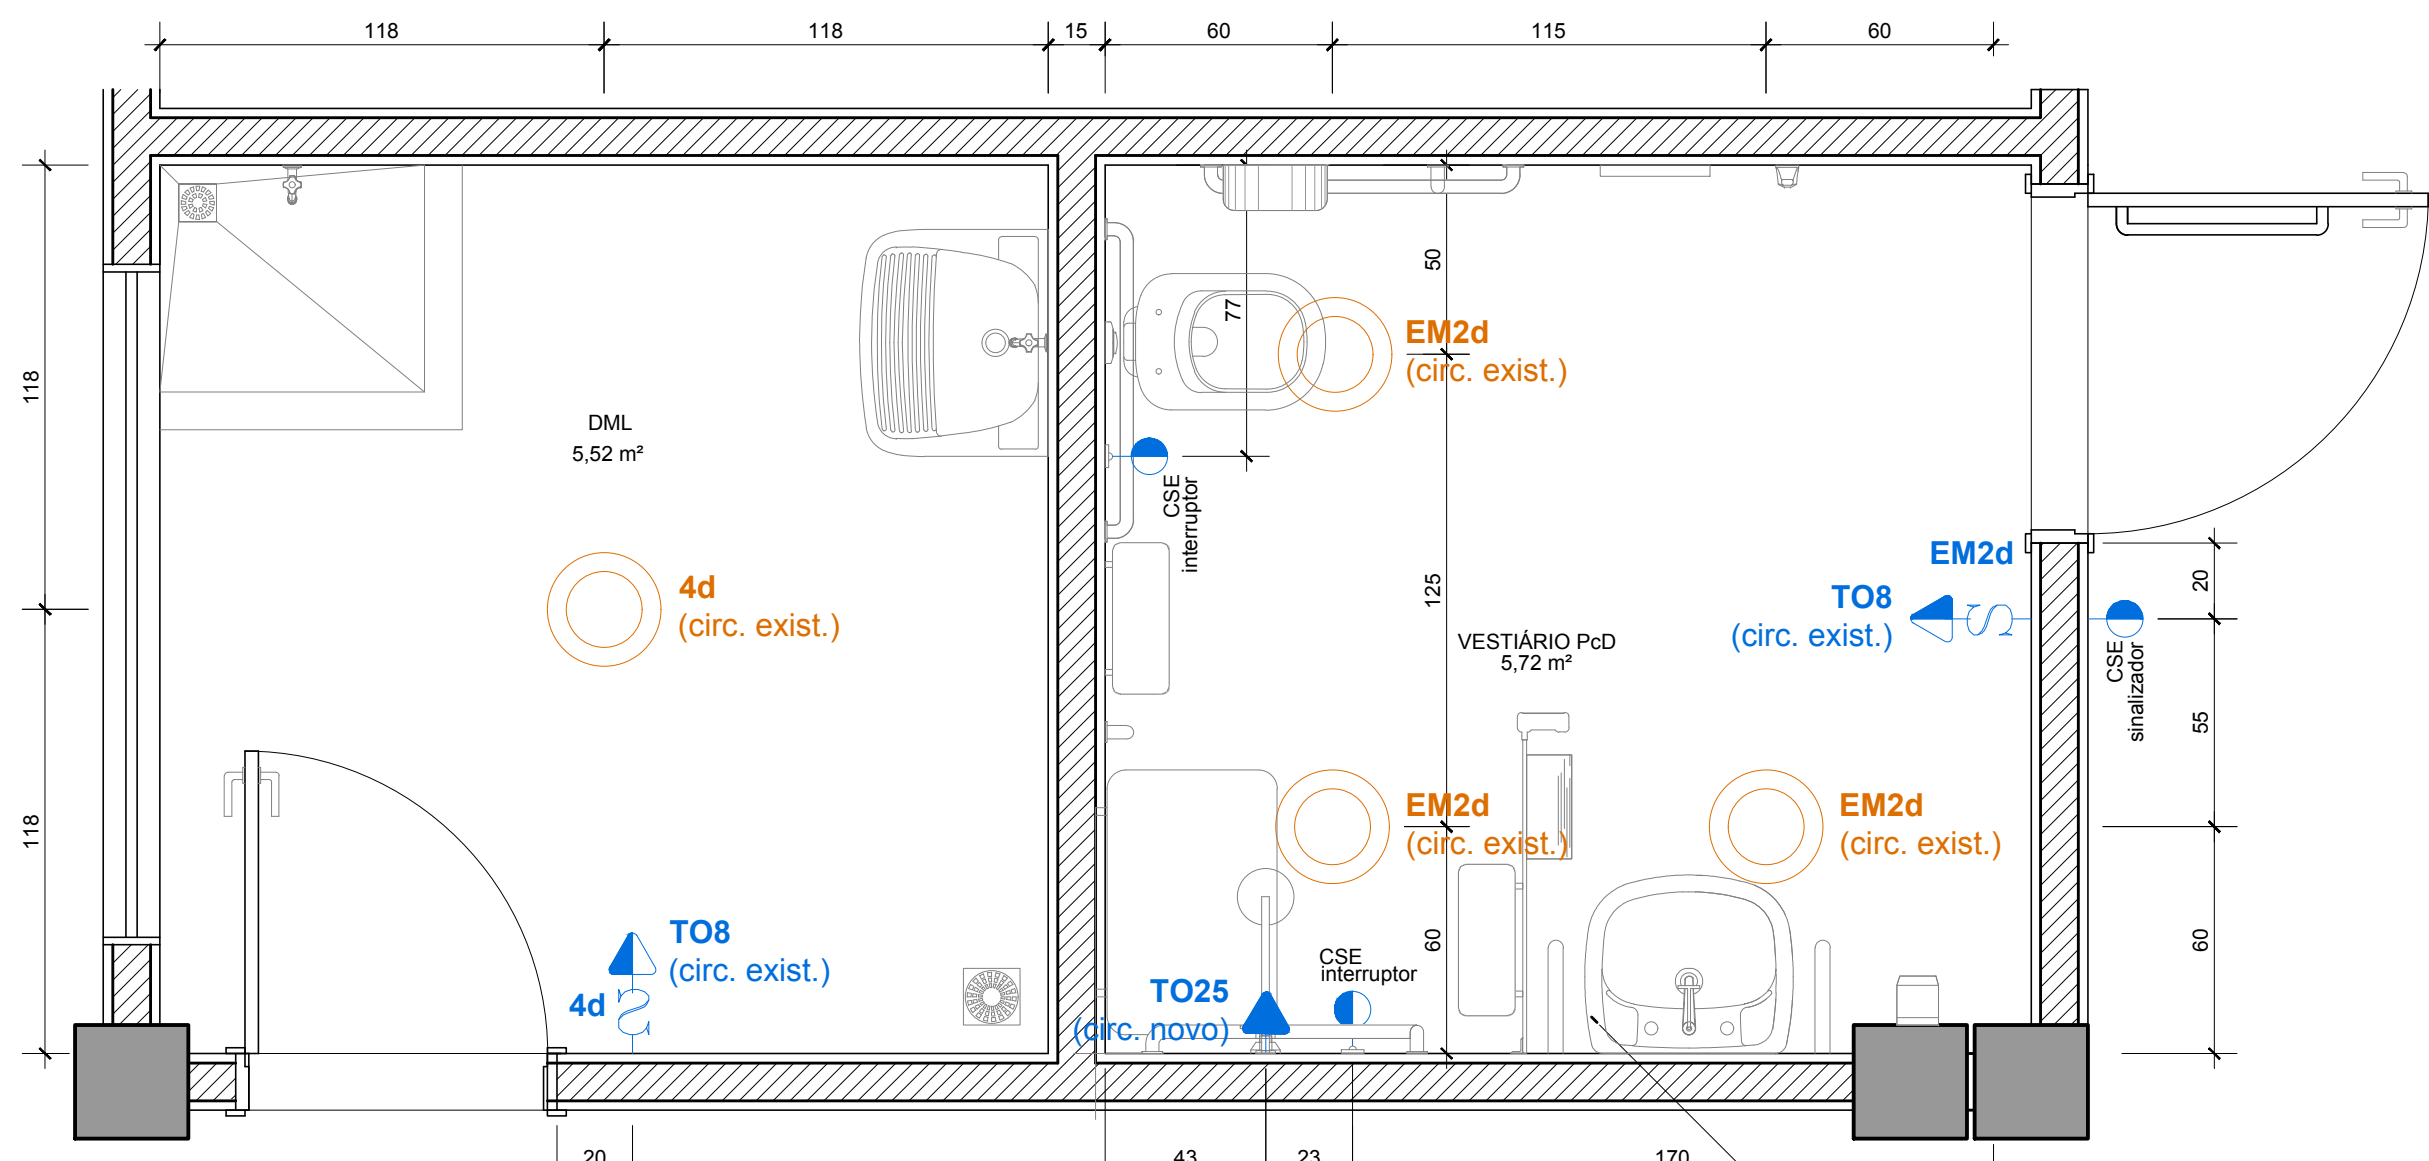 118
118
15
60
115
60
50
77
EM2d
(circ. exist.)
118
DML
5,52 m²
CSE
interruptor
EM2d
20
4d
(circ. exist.)
125
TO8
(circ. exist.)
VESTIÁRIO PcD
5,72 m²
CSE
sinalizador
55
118
EM2d
(circ. exist.)
EM2d
(circ. exist.)
TO8
(circ. exist.)
4d
60
CSE
interruptor
60
TO25
(circ. novo)
20
43
23
170